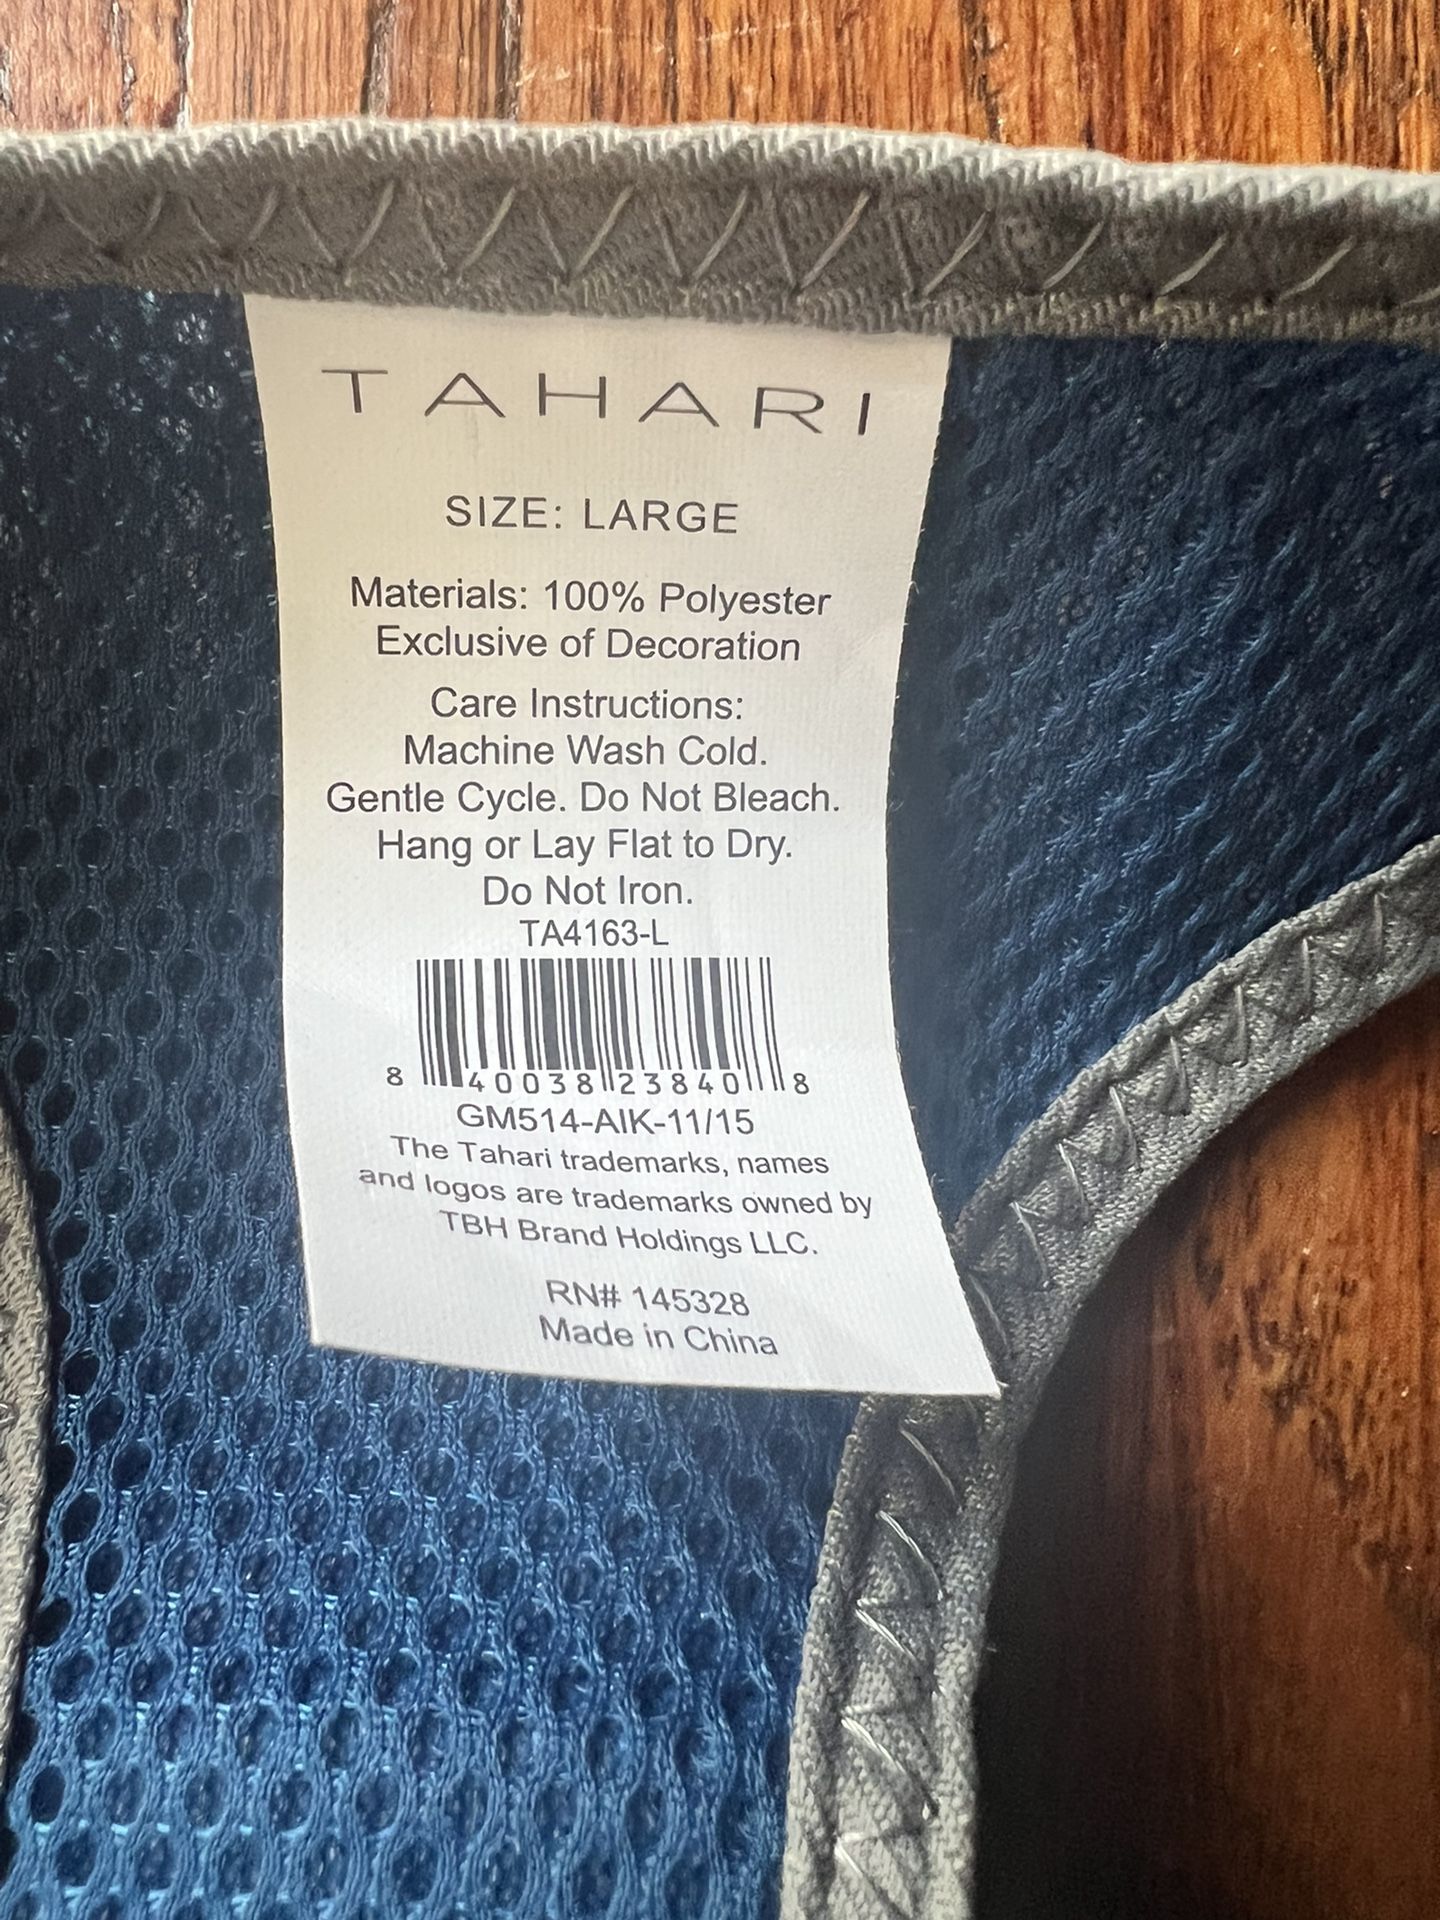 TAHARI
SIZE: LARGE
Materials: 100% Polyester
Exclusive of Decoration
Care Instructions:
Machine Wash Cold.
Gentle Cycle. Do Not Bleach.
Hang or Lay Flat to Dry.
Do Not Iron.
TA4163-L
8 40038 23840 8
GM514-AIK-11/15
The Tahari trademarks, names
and logos are trademarks owned by
TBH Brand Holdings LLC.
RN# 145328
Made in China